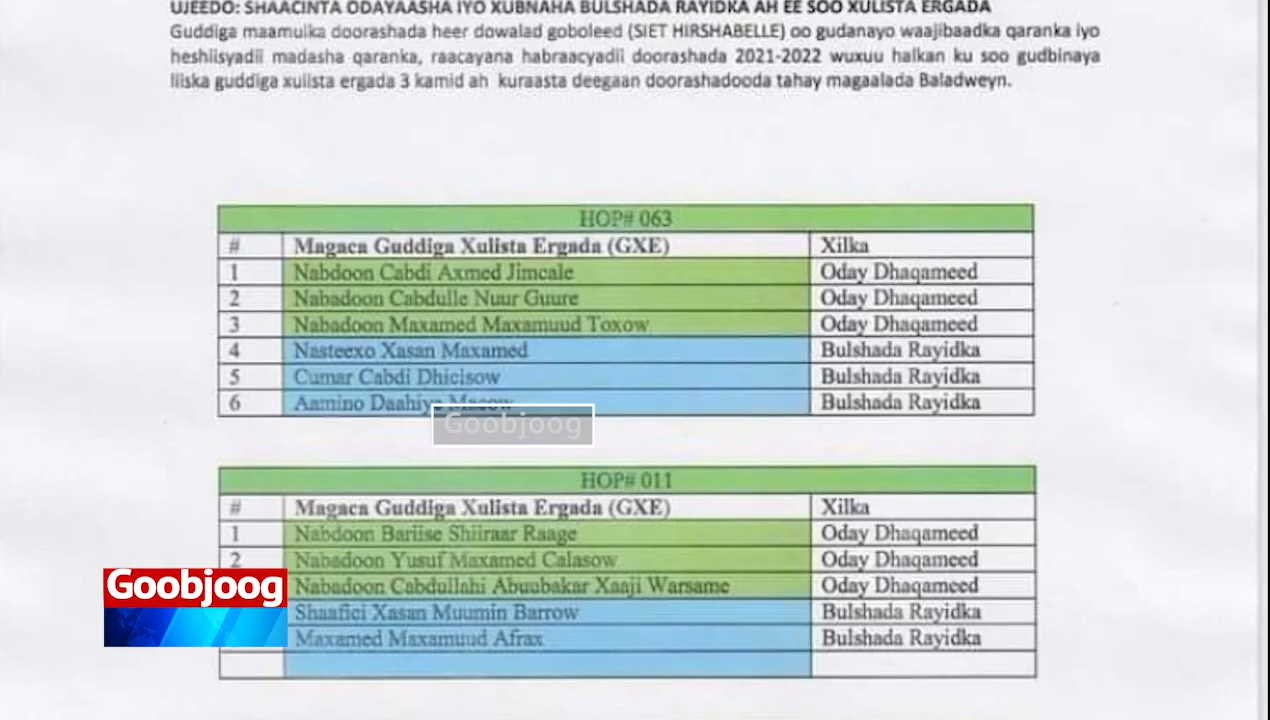 UJEEDO: SHAACINTA ODAYAASHA IYO XUBNAHA BULSHADA RAYIDKA AH EE SOO XULISTA ERGADA
Guddiga maamulka doorashada heer dowalad goboleed (SIET HIRSHABELLE) oo gudanayo waajibaadka qaranka iyo
heshiisyadii madasha qaranka, raacayana habraacyadii doorashada 2021-2022 wuxuu halkan ku soo gudbinaya
liiska guddiga xulista ergada 3 kamid ah kuraasta deegaan doorashadooda tahay magaalada Baladweyn.
HOP# 063
# Magaca Guddiga Xulista Ergada (GXE) Xilka
1 Nabdoon Cabdi Axmed Jimcale Oday Dhaqameed
2 Nabadoon Cabdulle Nuur Guure Oday Dhaqameed
3 Nabadoon Maxamed Maxamuud Toxow Oday Dhaqameed
4 Nasteexo Xasan Maxamed Bulshada Rayidka
5 Cumar Cabdi Dhicisow Bulshada Rayidka
6 Aamino Daahiye Macow Bulshada Rayidka
Goobjoog
HOP# 011
# Magaca Guddiga Xulista Ergada (GXE) Xilka
1 Nabdoon Bariise Shiiraar Raage Oday Dhaqameed
2 Nabadoon Yusuf Maxamed Calasow Oday Dhaqameed
Nabadoon Cabdullahi Abuubakar Xaaji Warsame Oday Dhaqameed
Shaafici Xasan Muumin Barrow Bulshada Rayidka
Maxamed Maxamuud Afrax Bulshada Rayidka
Goobjoog